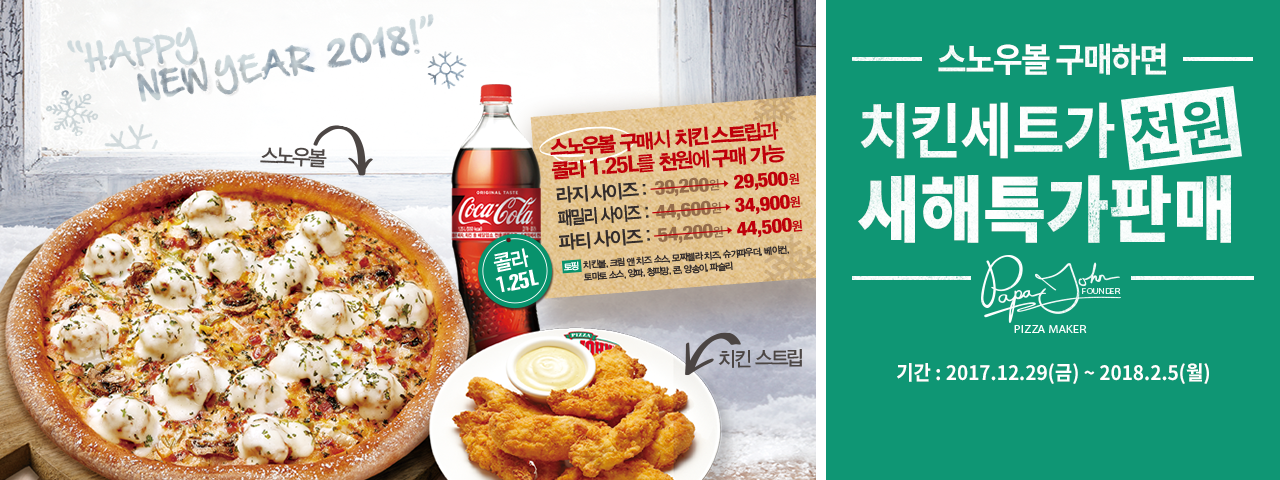 "HAPPY
NEW YEAR 2018!"
스노우볼
스노우볼 구매시 치킨 스트립과
콜라 1.25L를 천원에 구매 가능
라지 사이즈 : 39,200원 29,500원
패밀리 사이즈 : 44,600원 34,900원
파티 사이즈 : 54,200원 44,500원
토핑 치킨볼, 크림 앤 치즈 소스, 모짜렐라 치즈, 슈가파우더, 베이컨,
토마토 소스, 양파, 청피망, 콘, 양송이, 파슬리
ORIGINAL TASTE
Coca-Cola
콜라
1.25L
PIZZA
치킨 스트립
스노우볼 구매하면
치킨세트가 천원
새해특가판매
Papa John
FOUNDER
PIZZA MAKER
기간 : 2017.12.29(금) ~ 2018.2.5(월)